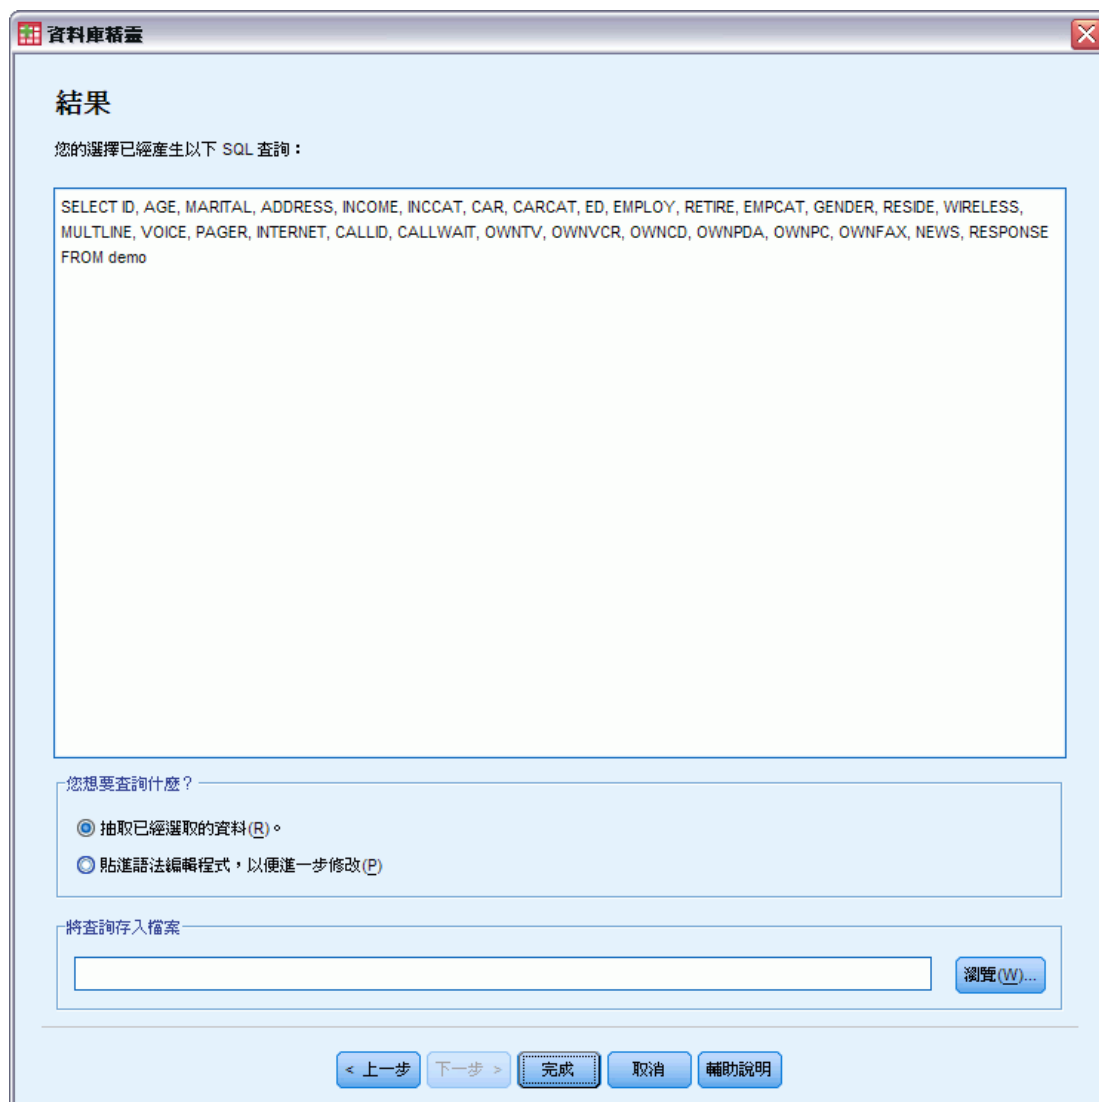 資料庫精靈
結果
您的選擇已經產生以下 SQL 查詢：
SELECT ID, AGE, MARITAL, ADDRESS, INCOME, INCCAT, CAR, CARCAT, ED, EMPLOY, RETIRE, EMPCAT, GENDER, RESIDE, WIRELESS,
MULTLINE, VOICE, PAGER, INTERNET, CALLID, CALLWAIT, OWNTV, OWNVCR, OWNCD, OWNPDA, OWNPC, OWNFAX, NEWS, RESPONSE
FROM demo
您想要查詢什麼？
抽取已經選取的資料(R)。
貼進語法編輯程式，以便進一步修改(P)
將查詢存入檔案
瀏覽(W)...
< 上一步 下一步 > 完成 取消 輔助說明